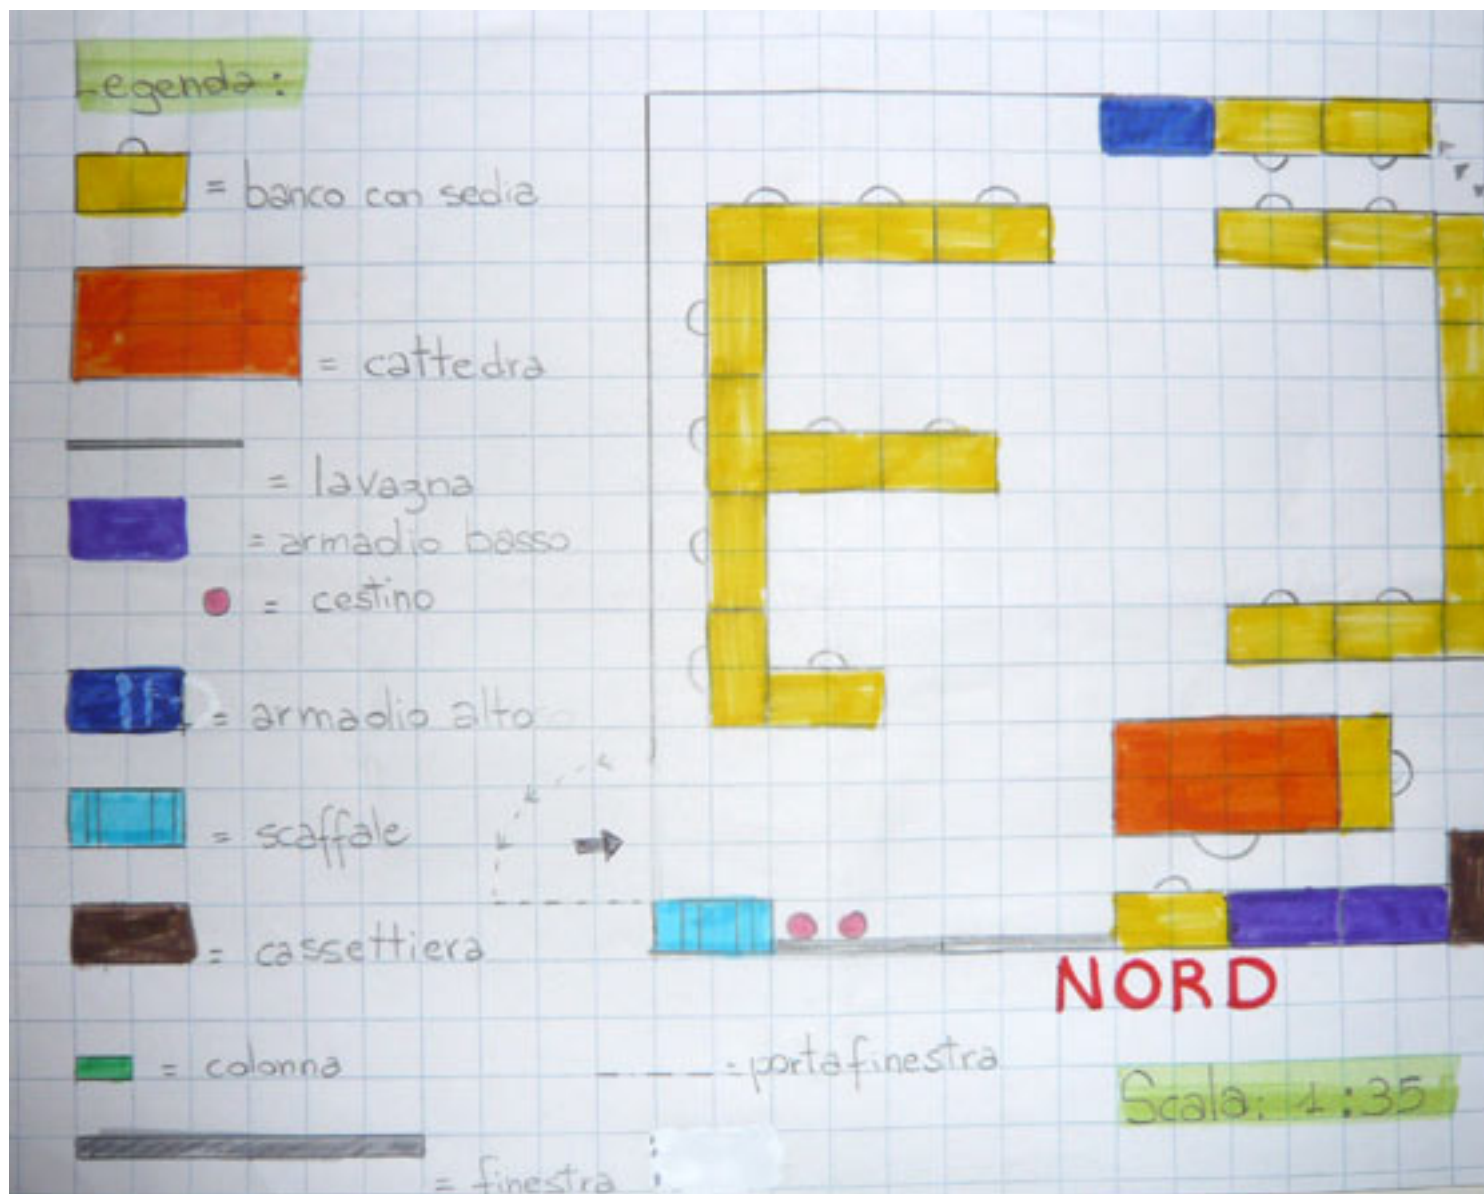 Legenda:
= banco con sedia
= cattedra
= lavagna
= armadio basso
= cestino
= armadio alto
= scaffale
= cassettiera
NORD
= colonna
= portafinestra
Scala: 1:35
= finestra